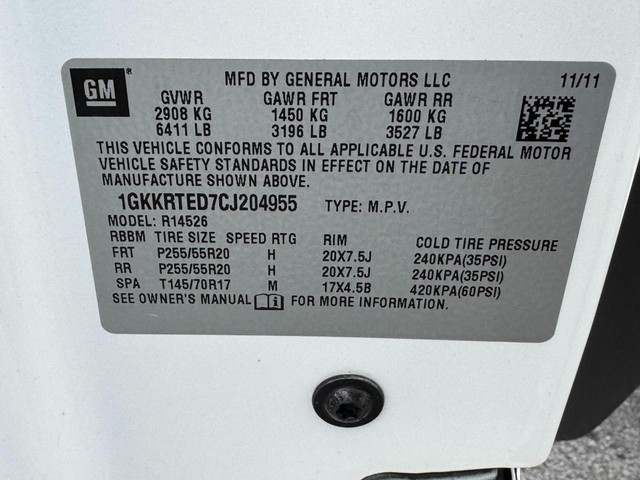 GM
MFD BY GENERAL MOTORS LLC 11/11
GVWR GAWR FRT GAWR RR
2908 KG 1450 KG 1600 KG
6411 LB 3196 LB 3527 LB
THIS VEHICLE CONFORMS TO ALL APPLICABLE U.S. FEDERAL MOTOR
VEHICLE SAFETY STANDARDS IN EFFECT ON THE DATE OF
MANUFACTURE SHOWN ABOVE.
1GKKRTED7CJ204955 TYPE: M.P.V.
MODEL: R14526
RBBM TIRE SIZE SPEED RTG RIM COLD TIRE PRESSURE
FRT P255/55R20 H 20X7.5J 240KPA(35PSI)
RR P255/55R20 H 20X7.5J 240KPA(35PSI)
SPA T145/70R17 M 17X4.5B 420KPA(60PSI)
SEE OWNER'S MANUAL FOR MORE INFORMATION.